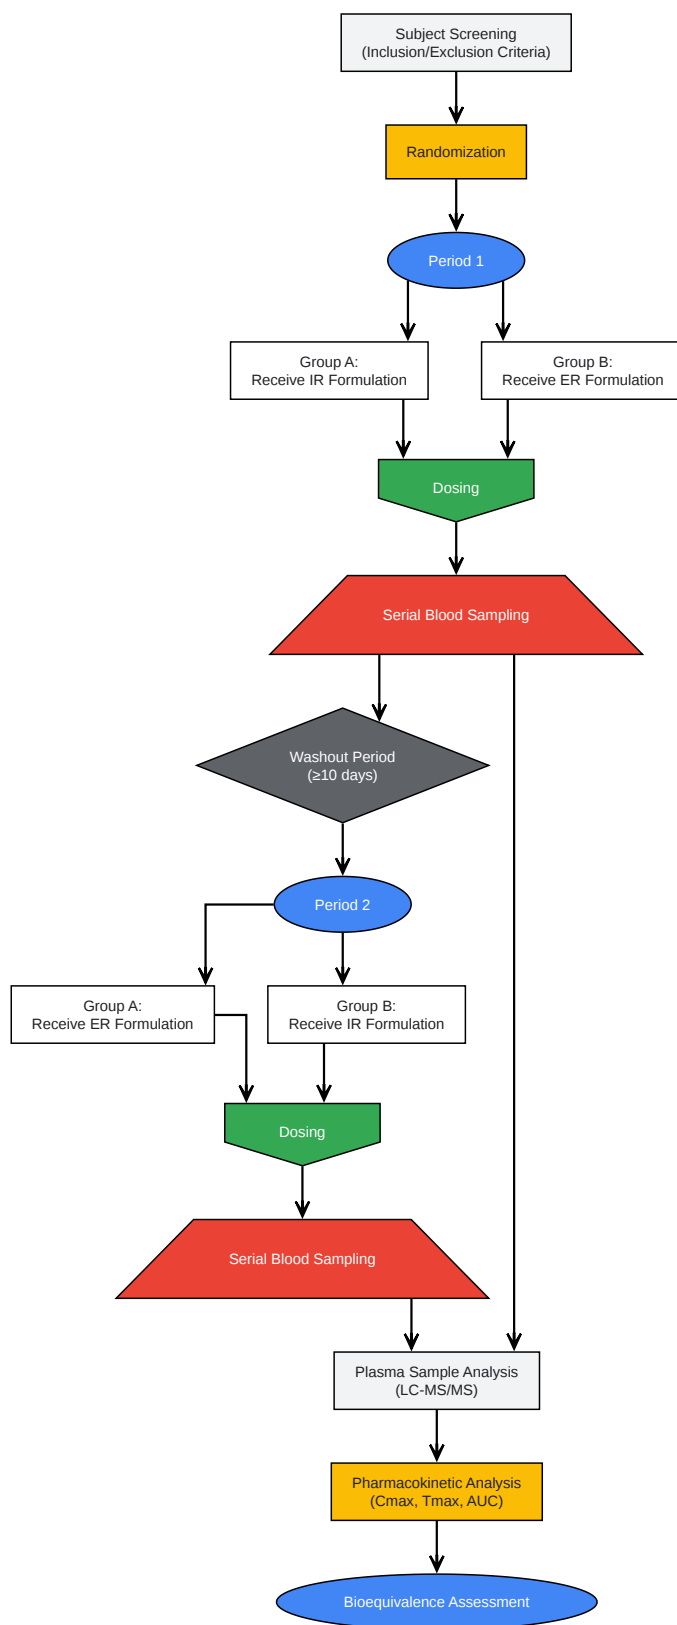 Subject Screening
(Inclusion/Exclusion Criteria)
Randomization
Period 1
Group A:
Receive IR Formulation
Group B:
Receive ER Formulation
Dosing
Serial Blood Sampling
Washout Period
(≥10 days)
Period 2
Group A:
Receive ER Formulation
Group B:
Receive IR Formulation
Dosing
Serial Blood Sampling
Plasma Sample Analysis
(LC-MS/MS)
Pharmacokinetic Analysis
(Cmax, Tmax, AUC)
Bioequivalence Assessment